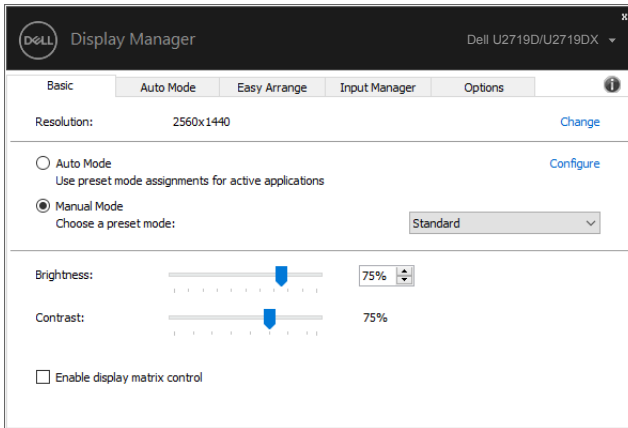 x
DELL Display Manager Dell U2719D/U2719DX
Basic Auto Mode Easy Arrange Input Manager Options i
Resolution: 2560x1440 Change
Auto Mode Configure
Use preset mode assignments for active applications
Manual Mode
Choose a preset mode: Standard
Brightness: 75%
Contrast: 75%
Enable display matrix control